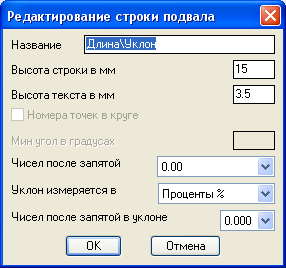 Редактирование строки подвала
Название Длина\Уклон
Высота строки в мм 15
Высота текста в мм 3.5
Номера точек в круге
Мин угол в градусах
Чисел после запятой 0.00
Уклон измеряется в Проценты %
Чисел после запятой в уклоне 0.000
OK Отмена